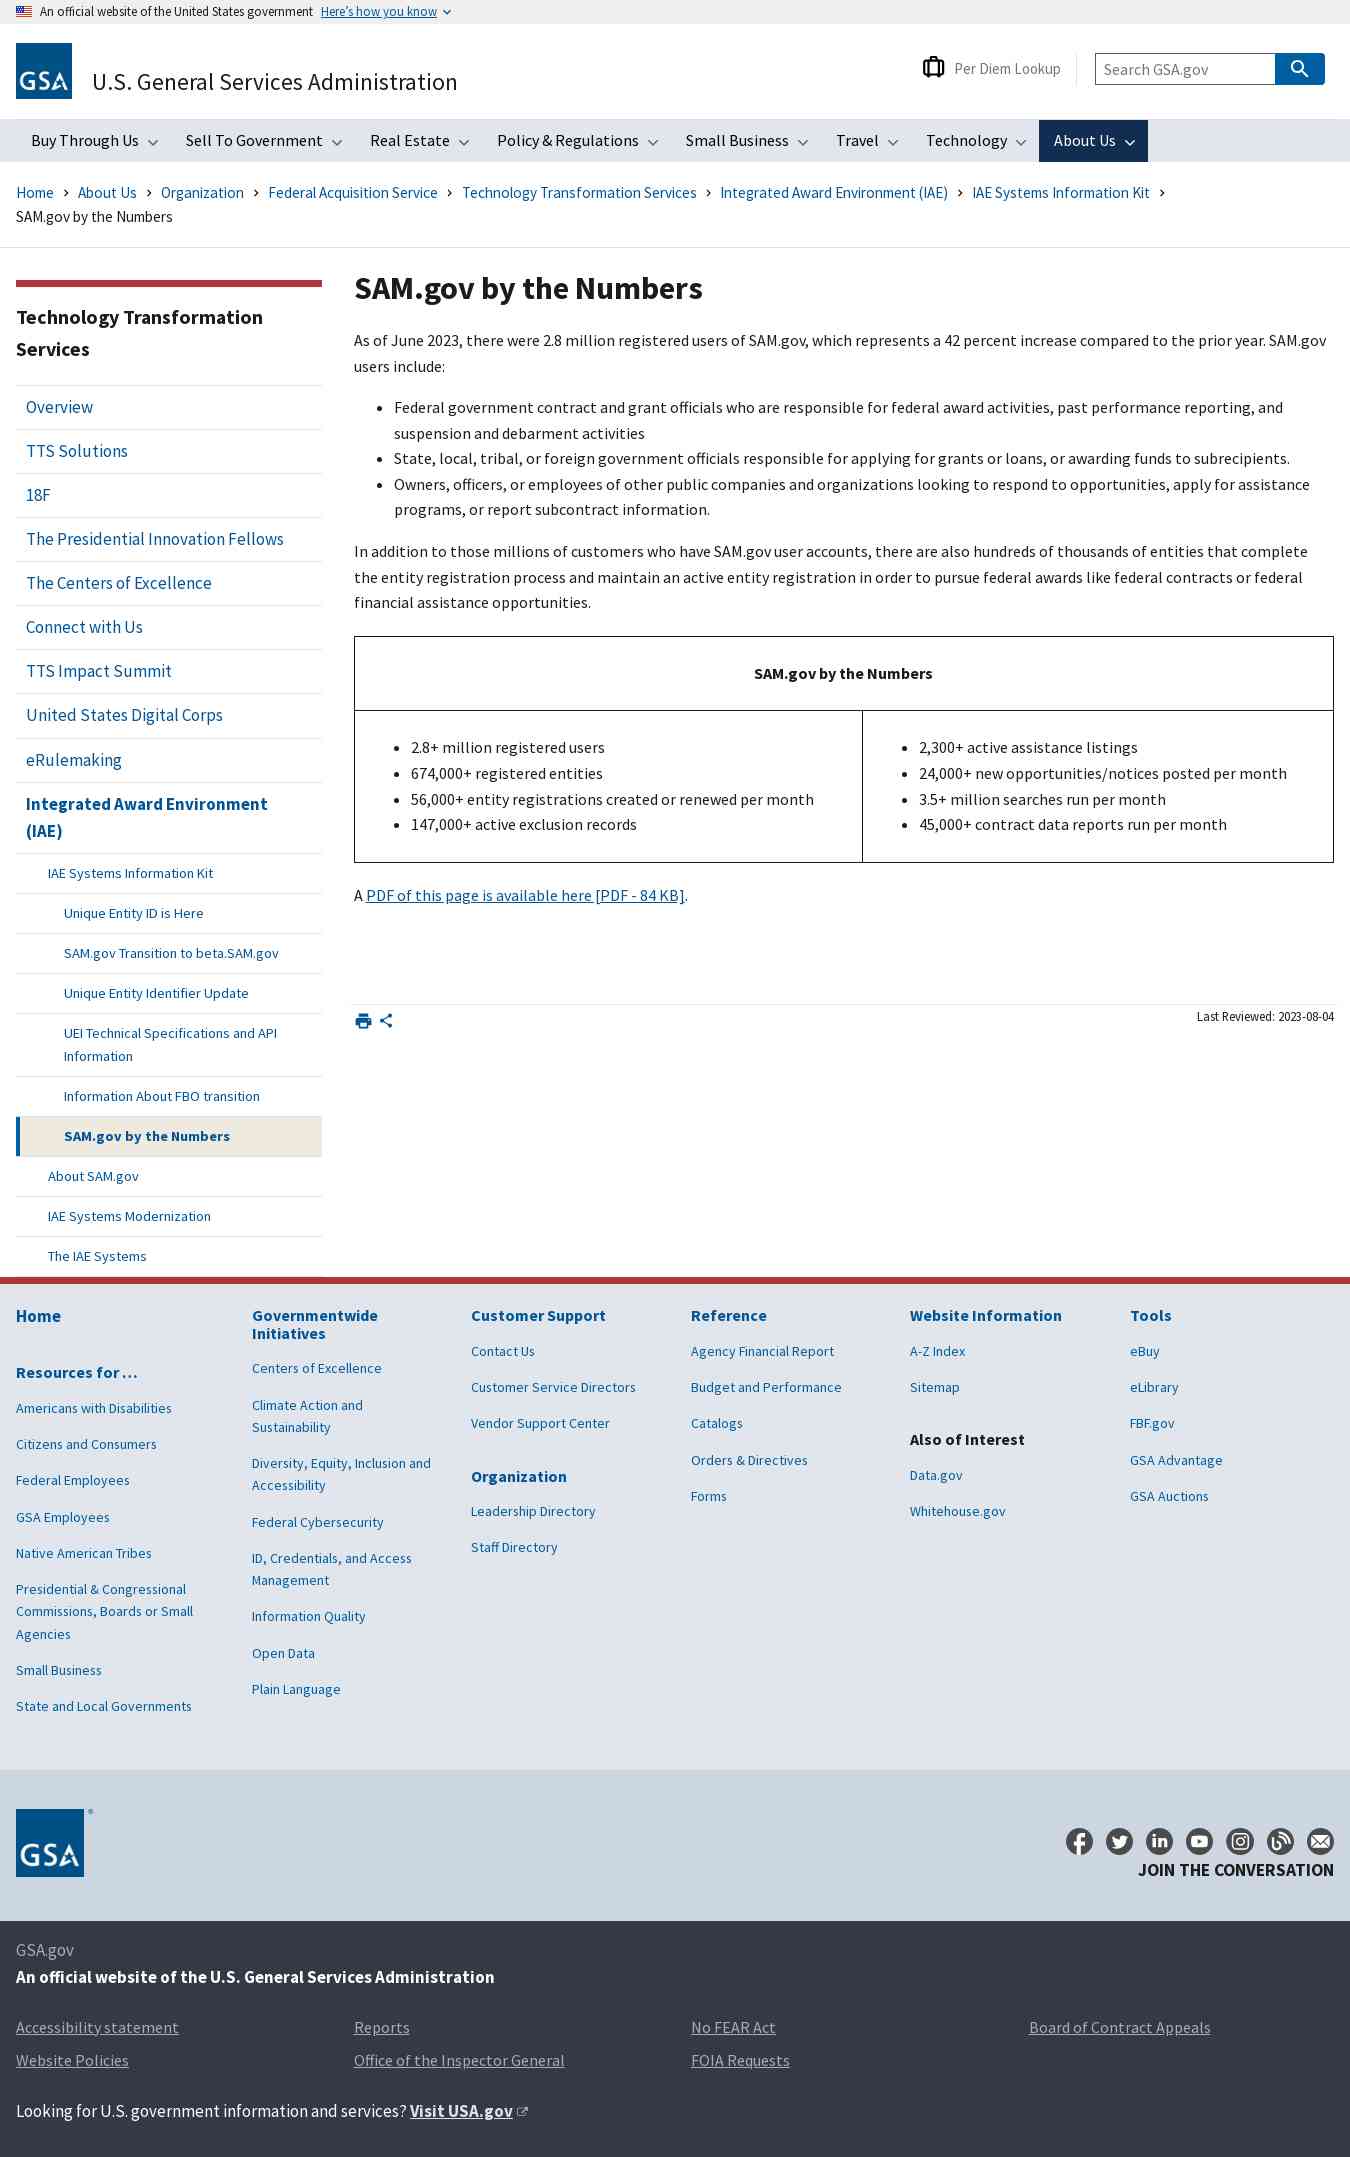 An official website of the United States government Here's how you know
GSA
U.S. General Services Administration
Per Diem Lookup
Search GSA.gov
Buy Through Us
Sell To Government
Real Estate
Policy & Regulations
Small Business
Travel
Technology
About Us
Home > About Us > Organization > Federal Acquisition Service > Technology Transformation Services > Integrated Award Environment (IAE) > IAE Systems Information Kit >
SAM.gov by the Numbers
Technology Transformation
Services
Overview
TTS Solutions
18F
The Presidential Innovation Fellows
The Centers of Excellence
Connect with Us
TTS Impact Summit
United States Digital Corps
eRulemaking
Integrated Award Environment
(IAE)
IAE Systems Information Kit
Unique Entity ID is Here
SAM.gov Transition to beta.SAM.gov
Unique Entity Identifier Update
UEI Technical Specifications and API
Information
Information About FBO transition
SAM.gov by the Numbers
About SAM.gov
IAE Systems Modernization
The IAE Systems
SAM.gov by the Numbers
As of June 2023, there were 2.8 million registered users of SAM.gov, which represents a 42 percent increase compared to the prior year. SAM.gov
users include:
• Federal government contract and grant officials who are responsible for federal award activities, past performance reporting, and
suspension and debarment activities
• State, local, tribal, or foreign government officials responsible for applying for grants or loans, or awarding funds to subrecipients.
• Owners, officers, or employees of other public companies and organizations looking to respond to opportunities, apply for assistance
programs, or report subcontract information.
In addition to those millions of customers who have SAM.gov user accounts, there are also hundreds of thousands of entities that complete
the entity registration process and maintain an active entity registration in order to pursue federal awards like federal contracts or federal
financial assistance opportunities.
SAM.gov by the Numbers
• 2.8+ million registered users
• 674,000+ registered entities
• 56,000+ entity registrations created or renewed per month
• 147,000+ active exclusion records
• 2,300+ active assistance listings
• 24,000+ new opportunities/notices posted per month
• 3.5+ million searches run per month
• 45,000+ contract data reports run per month
A PDF of this page is available here [PDF - 84 KB].
Last Reviewed: 2023-08-04
Home
Resources for …
Americans with Disabilities
Citizens and Consumers
Federal Employees
GSA Employees
Native American Tribes
Presidential & Congressional
Commissions, Boards or Small
Agencies
Small Business
State and Local Governments
Governmentwide
Initiatives
Centers of Excellence
Climate Action and
Sustainability
Diversity, Equity, Inclusion and
Accessibility
Federal Cybersecurity
ID, Credentials, and Access
Management
Information Quality
Open Data
Plain Language
Customer Support
Contact Us
Customer Service Directors
Vendor Support Center
Organization
Leadership Directory
Staff Directory
Reference
Agency Financial Report
Budget and Performance
Catalogs
Orders & Directives
Forms
Website Information
A-Z Index
Sitemap
Also of Interest
Data.gov
Whitehouse.gov
Tools
eBuy
eLibrary
FBF.gov
GSA Advantage
GSA Auctions
GSA ®
JOIN THE CONVERSATION
GSA.gov
An official website of the U.S. General Services Administration
Accessibility statement
Reports
No FEAR Act
Board of Contract Appeals
Website Policies
Office of the Inspector General
FOIA Requests
Looking for U.S. government information and services? Visit USA.gov